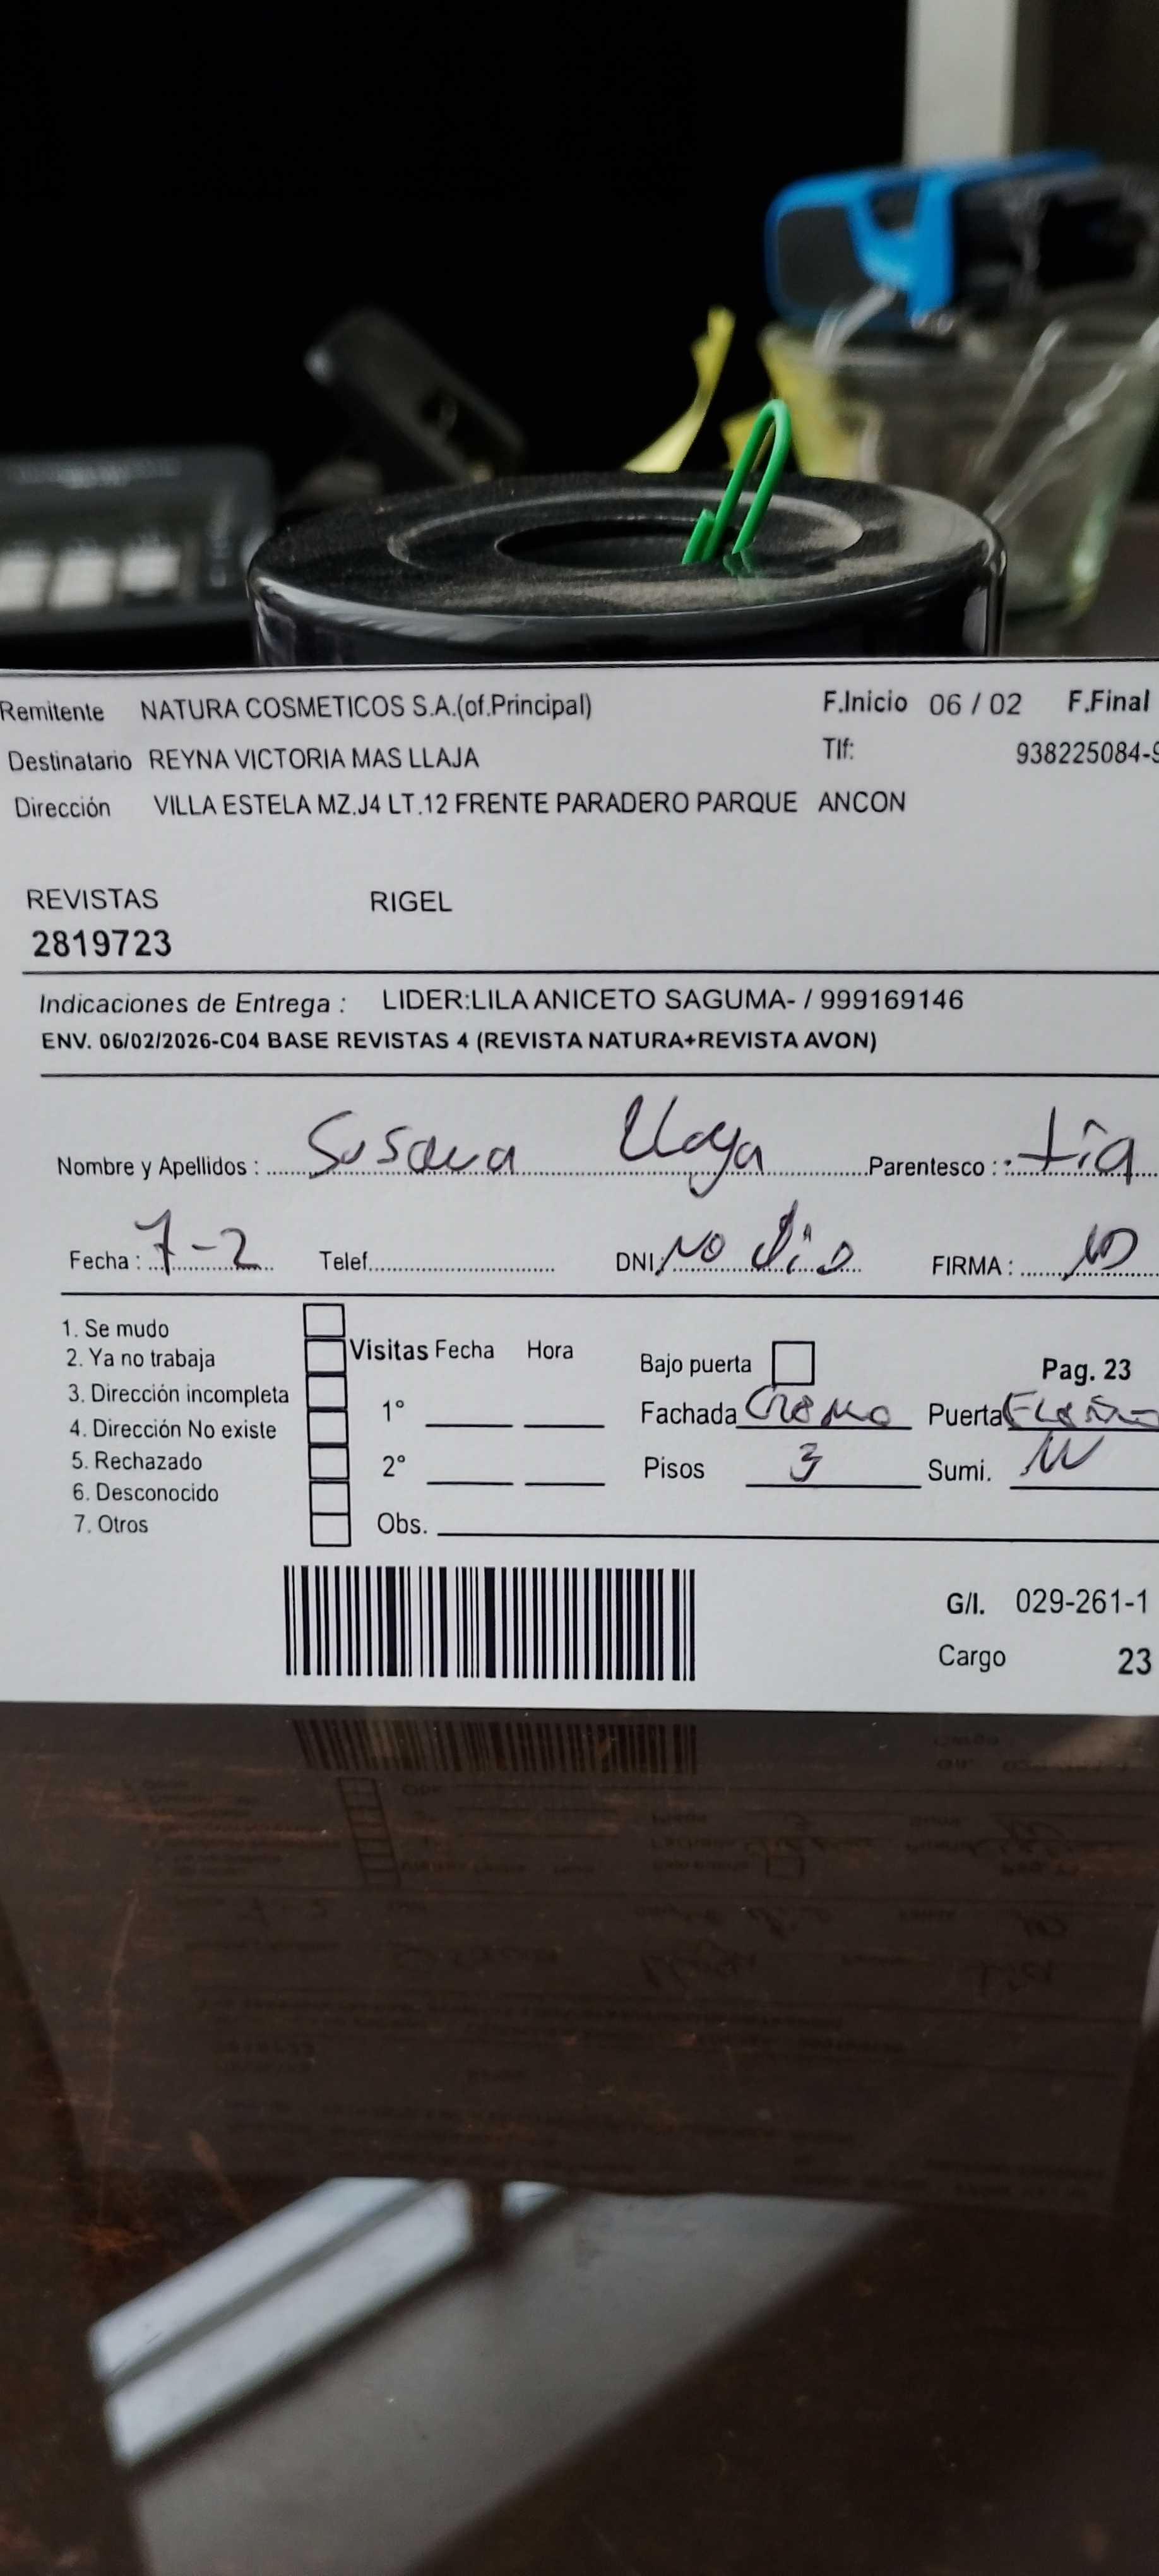 Remitente NATURA COSMETICOS S.A.(of.Principal) F.Inicio 06 / 02 F.Final
Destinatario REYNA VICTORIA MAS LLAJA Tlf: 938225084-9
Dirección VILLA ESTELA MZ.J4 LT.12 FRENTE PARADERO PARQUE ANCON
REVISTAS RIGEL
2819723
Indicaciones de Entrega : LIDER:LILA ANICETO SAGUMA- / 999169146
ENV. 06/02/2026-C04 BASE REVISTAS 4 (REVISTA NATURA+REVISTA AVON)
Nombre y Apellidos : Susana Llaja Parentesco : tía
Fecha : 7-2 Telef. DNI NO dio FIRMA :
1. Se mudo
2. Ya no trabaja Visitas Fecha Hora Bajo puerta Pag. 23
3. Dirección incompleta 1° Fachada Crema Puerta
4. Dirección No existe
5. Rechazado 2° Pisos 3 Sumi.
6. Desconocido
7. Otros Obs.
G/I. 029-261-1
Cargo 23